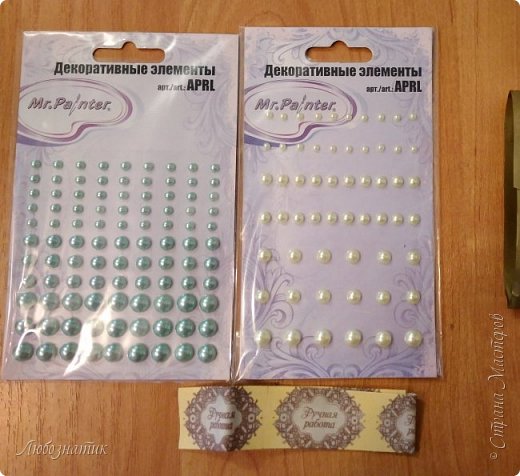 Декоративные элементы
арт./art.: APRL
Mr.Painter.
Декоративные элементы
арт./art.: APRL
Mr.Painter.
Ручная
работа
Ручная
работа
Любознатик
© Страна Мастеров